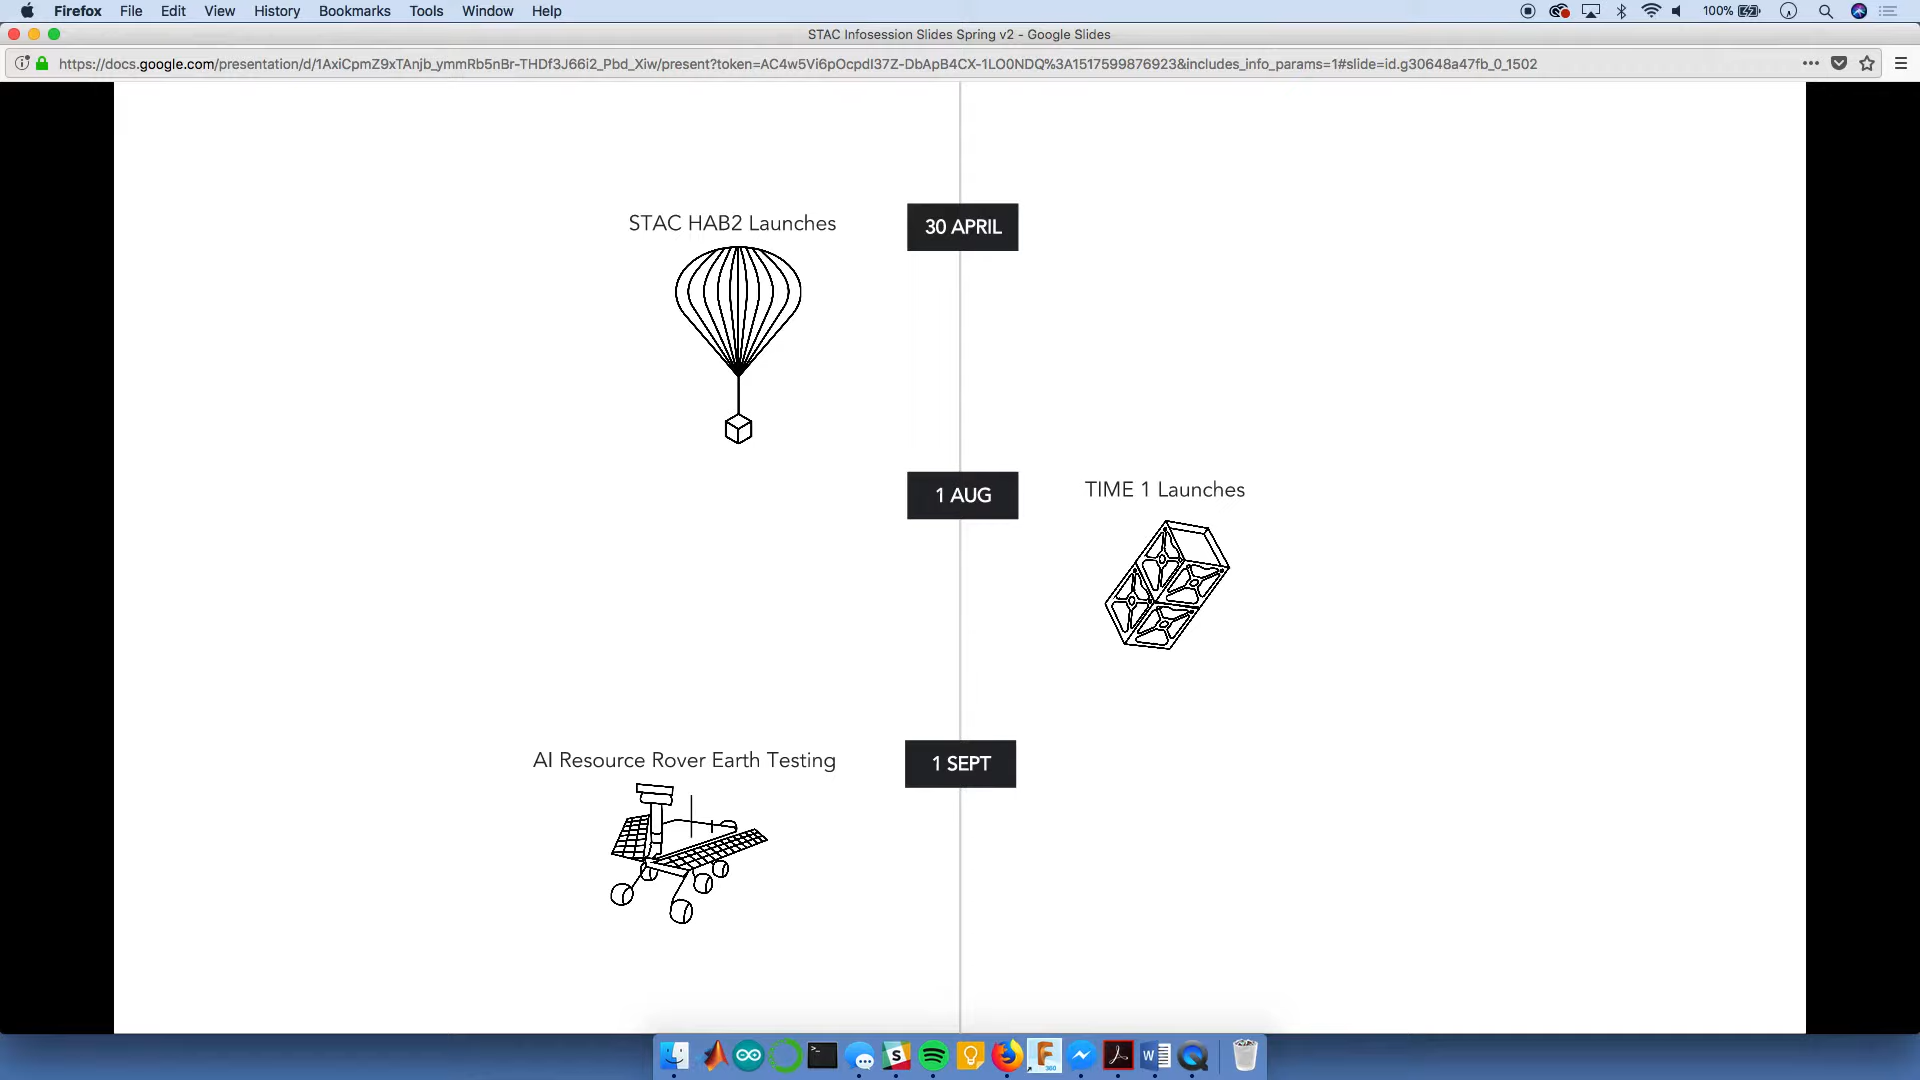 Firefox File Edit View History Bookmarks Tools Window Help 100%
STAC Infosession Slides Spring v2 - Google Slides
https://docs.google.com/presentation/d/1AxiCpmZ9xTAnjb_ymmRb5nBr-THDf3J66i2_Pbd_Xiw/present?token=AC4w5Vi6pOcpdI37Z-DbApB4CX-1LO0NDQ%3A1517599876923&includes_info_params=1#slide=id.g30648a47fb_0_1502
STAC HAB2 Launches
30 APRIL
1 AUG
TIME 1 Launches
AI Resource Rover Earth Testing
1 SEPT